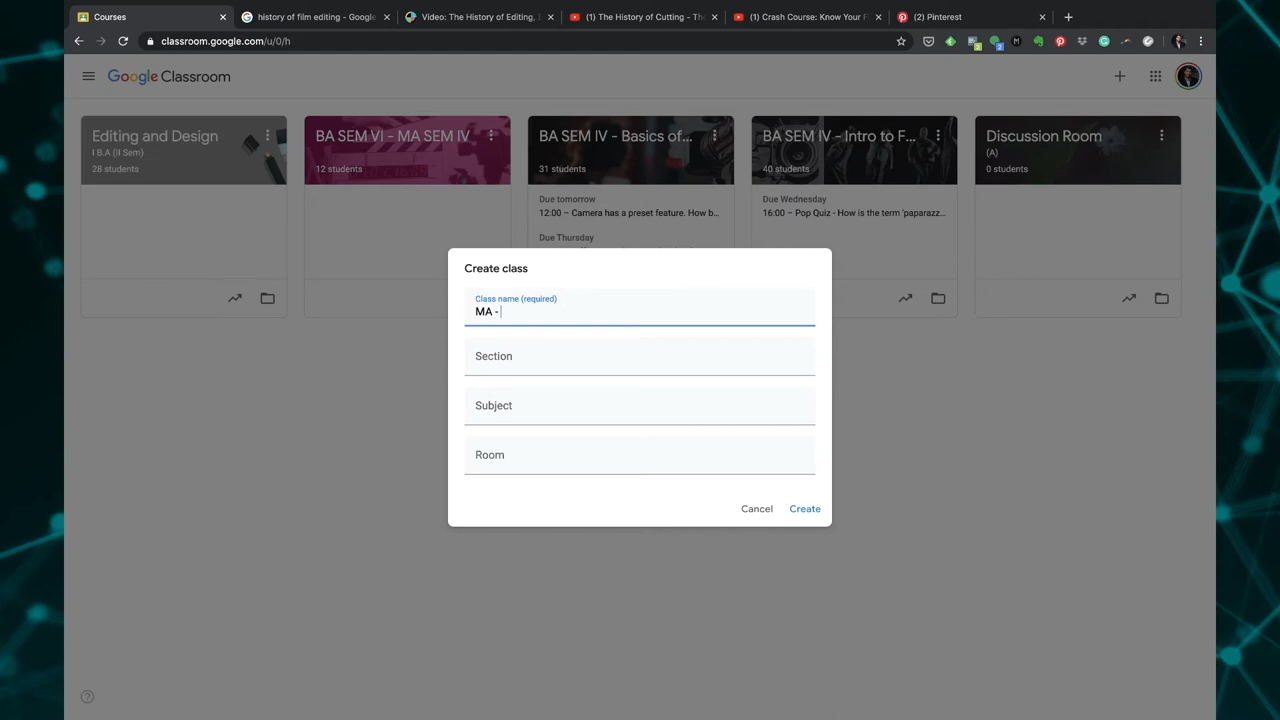 Courses
history of film editing - Google
Video: The History of Editing, E
(1) The History of Cutting - The
(1) Crash Course: Know Your F
(2) Pinterest
classroom.google.com/u/0/h
Google Classroom
Editing and Design
I B.A (II Sem)
28 students
BA SEM VI - MA SEM IV
12 students
BA SEM IV - Basics of...
31 students
Due tomorrow
12:00 – Camera has a preset feature. How b...
Due Thursday
BA SEM IV - Intro to F...
40 students
Due Wednesday
16:00 – Pop Quiz - How is the term 'paparazz...
Discussion Room
(A)
0 students
Create class
Class name (required)
MA -
Section
Subject
Room
Cancel
Create